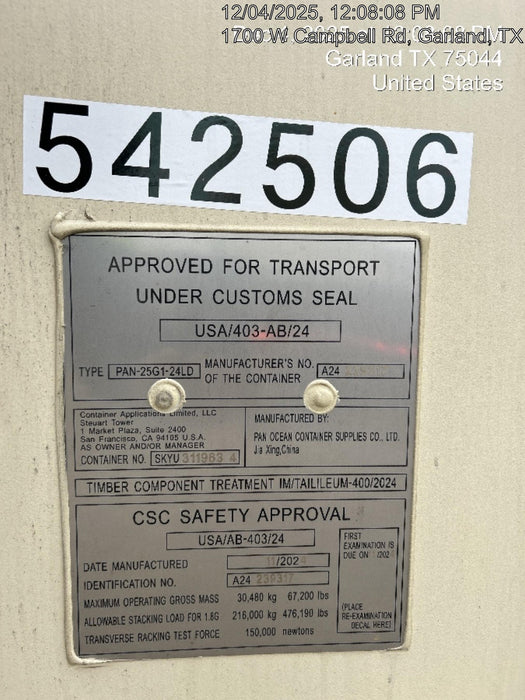 12/04/2025, 12:08:08 PM
1700 W Campbell Rd, Garland, TX
Garland TX 75044
United States
542506
APPROVED FOR TRANSPORT
UNDER CUSTOMS SEAL
USA/403-AB/24
TYPE PAN-25G1-24LD
MANUFACTURER'S NO.
OF THE CONTAINER A24
Container Applications Limited, LLC
Steuart Tower
1 Market Plaza, Suite 2400
San Francisco, CA 94105 U.S.A.
AS OWNER AND/OR MANAGER
CONTAINER NO. SKYU 311963 4
MANUFACTURED BY:
PAN OCEAN CONTAINER SUPPLIES CO., LTD.
Jia Xing,China
TIMBER COMPONENT TREATMENT IM/TAILILEUM-400/2024
CSC SAFETY APPROVAL
USA/AB-403/24
DATE MANUFACTURED 11/2024
IDENTIFICATION NO. A24 239317
MAXIMUM OPERATING GROSS MASS 30,480 kg 67,200 lbs
ALLOWABLE STACKING LOAD FOR 1.8G 216,000 kg 476,190 lbs
TRANSVERSE RACKING TEST FORCE 150,000 newtons
FIRST
EXAMINATION IS
DUE ON /202
(PLACE
RE-EXAMINATION
DECAL HERE)